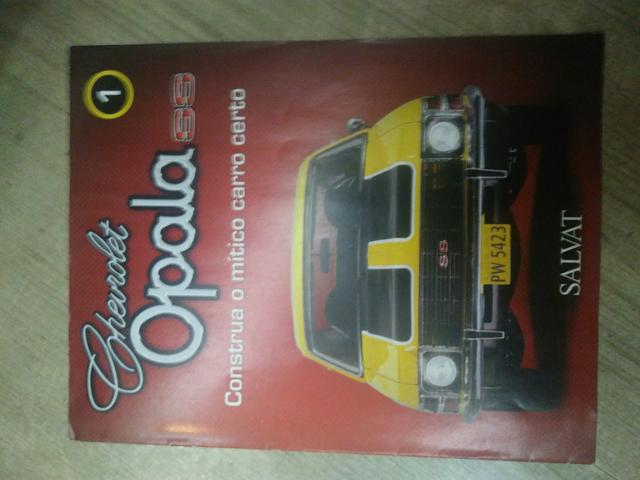 1
Chevrolet
Opala SS
Construa o mítico carro certo
SS
PW 5423
SALVAT